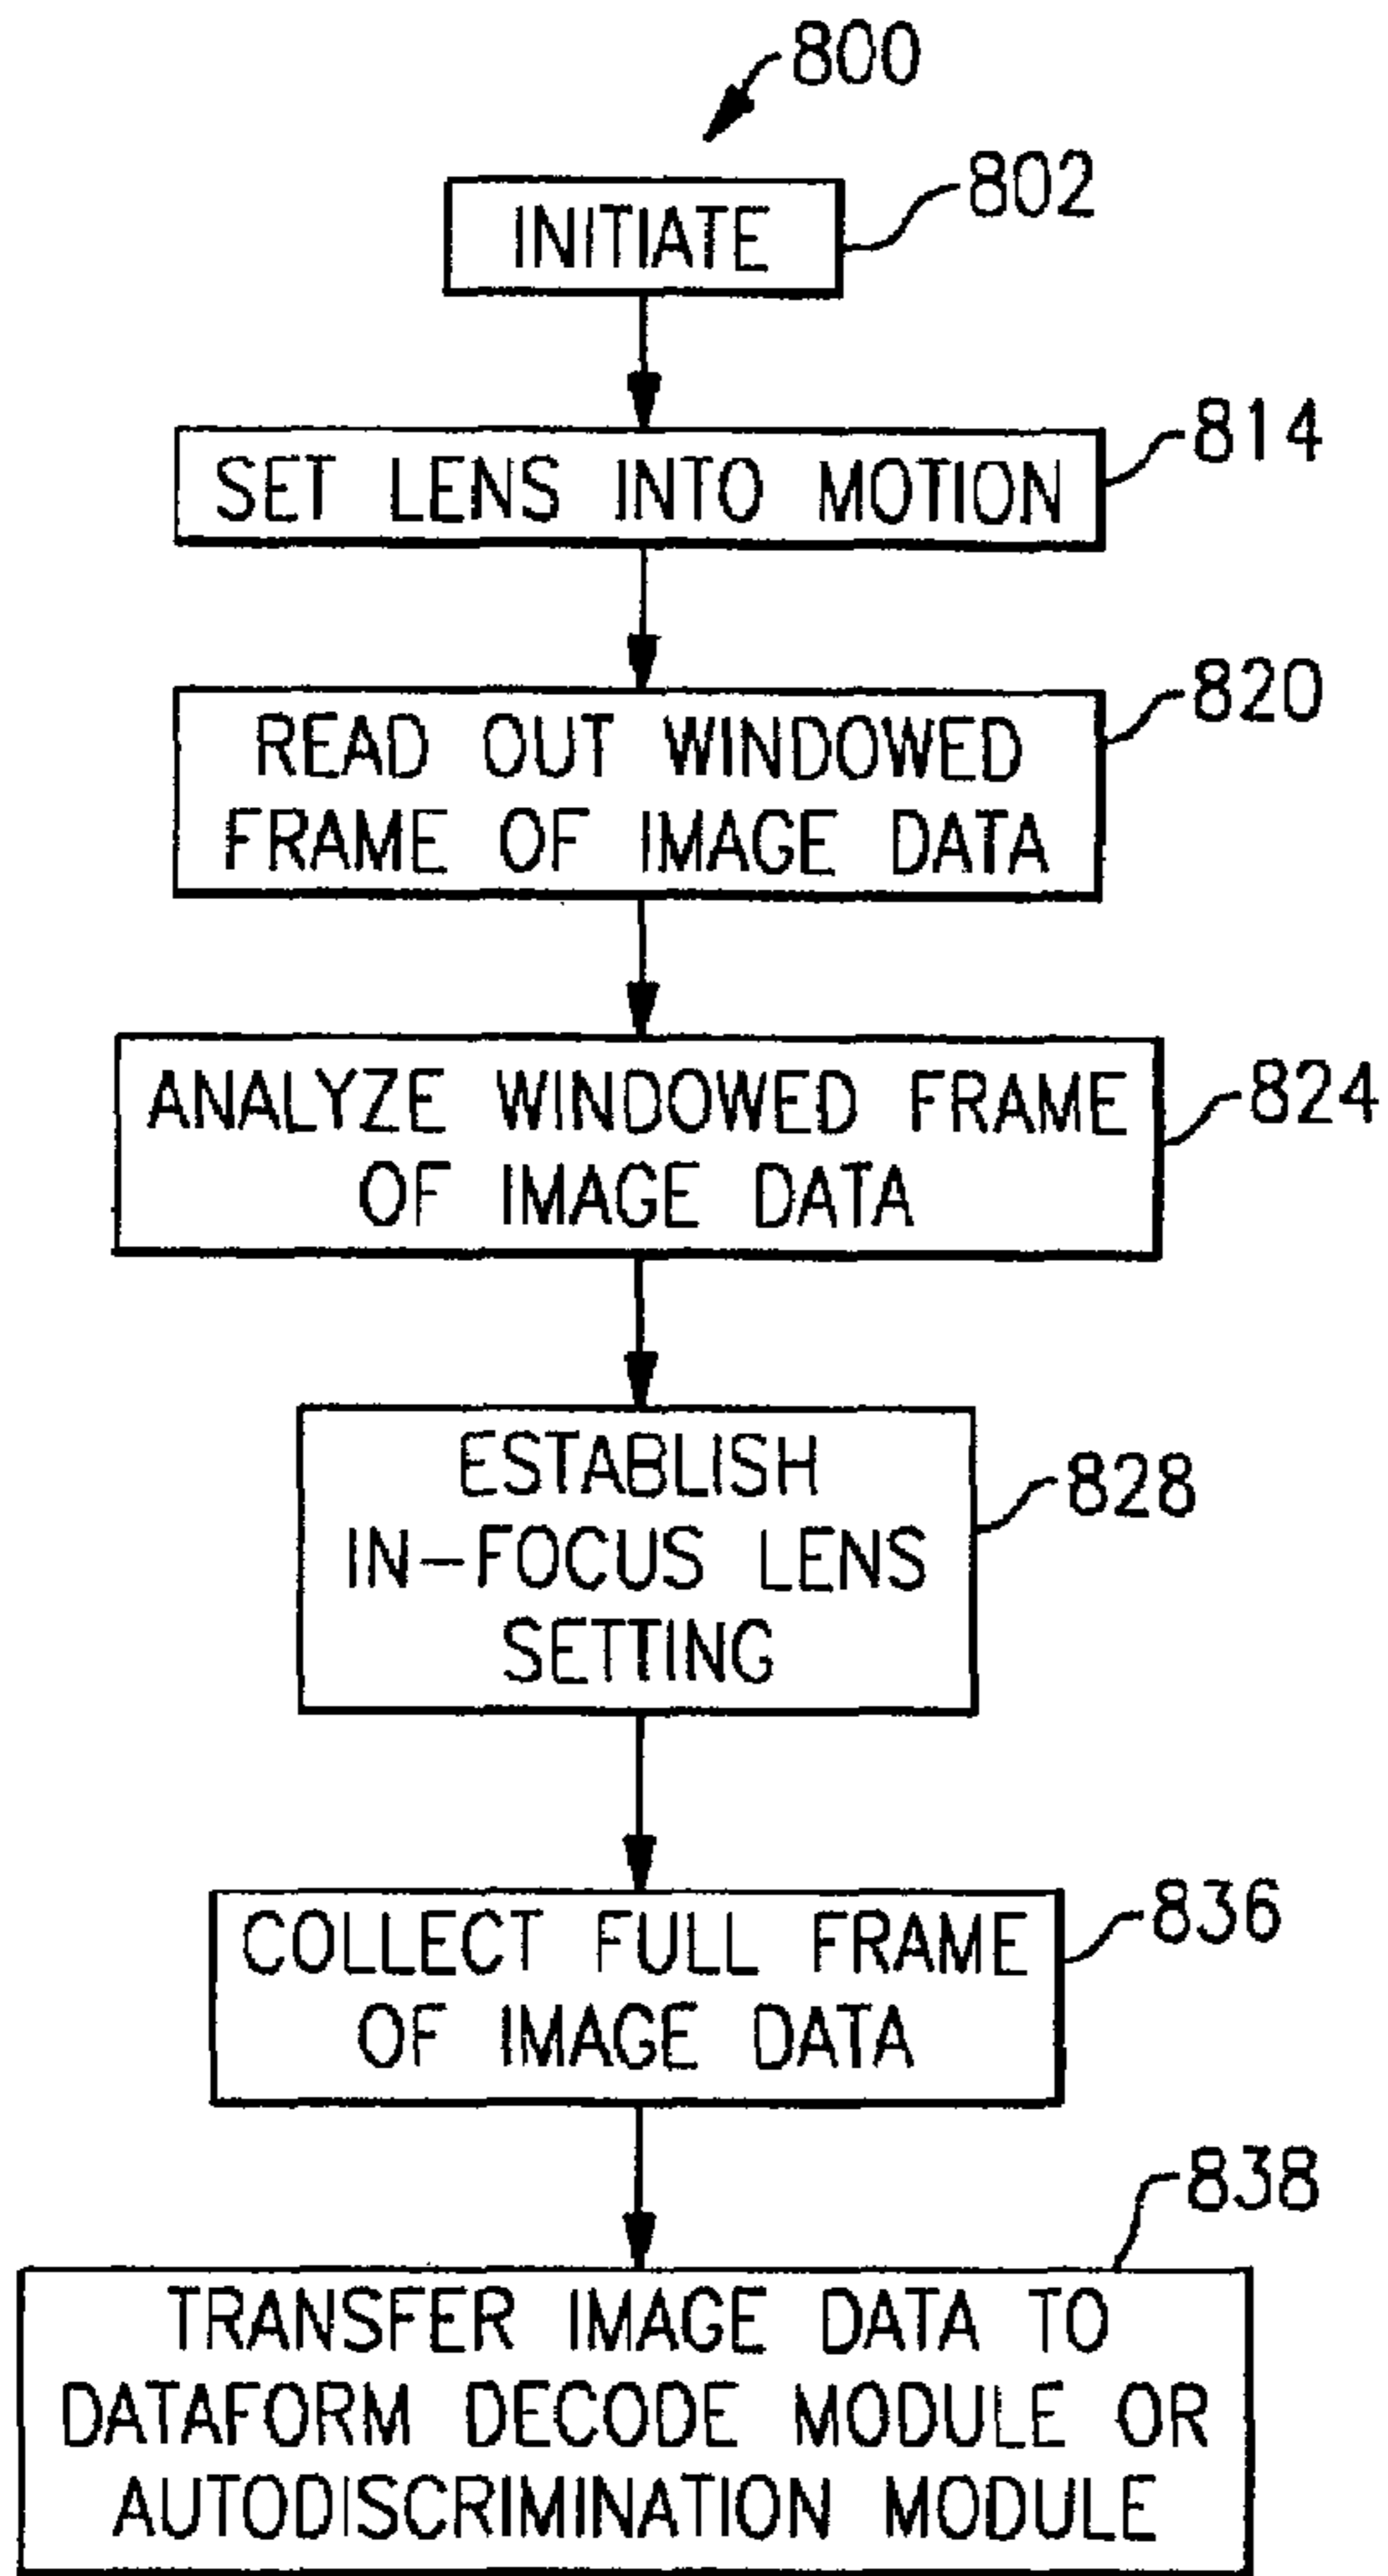 800
INITIATE
802
SET LENS INTO MOTION
814
READ OUT WINDOWED
FRAME OF IMAGE DATA
820
ANALYZE WINDOWED FRAME
OF IMAGE DATA
824
ESTABLISH
IN-FOCUS LENS
SETTING
828
COLLECT FULL FRAME
OF IMAGE DATA
836
838
TRANSFER IMAGE DATA TO
DATAFORM DECODE MODULE OR
AUTODISCRIMINATION MODULE